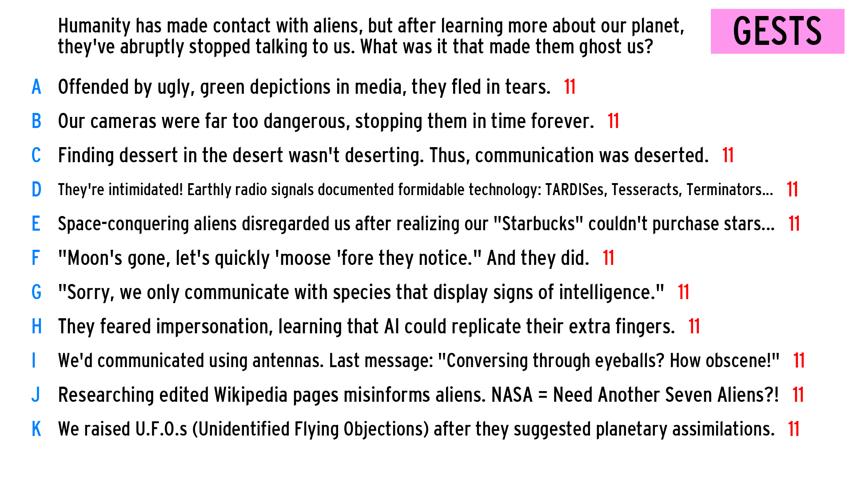 Humanity has made contact with aliens, but after learning more about our planet,
they've abruptly stopped talking to us. What was it that made them ghost us?
GESTS
A Offended by ugly, green depictions in media, they fled in tears. 11
B Our cameras were far too dangerous, stopping them in time forever. 11
C Finding dessert in the desert wasn't deserting. Thus, communication was deserted. 11
D They're intimidated! Earthly radio signals documented formidable technology: TARDISes, Tesseracts, Terminators... 11
E Space-conquering aliens disregarded us after realizing our "Starbucks" couldn't purchase stars... 11
F "Moon's gone, let's quickly 'moose 'fore they notice." And they did. 11
G "Sorry, we only communicate with species that display signs of intelligence." 11
H They feared impersonation, learning that AI could replicate their extra fingers. 11
I We'd communicated using antennas. Last message: "Conversing through eyeballs? How obscene!" 11
J Researching edited Wikipedia pages misinforms aliens. NASA = Need Another Seven Aliens?! 11
K We raised U.F.O.s (Unidentified Flying Objections) after they suggested planetary assimilations. 11